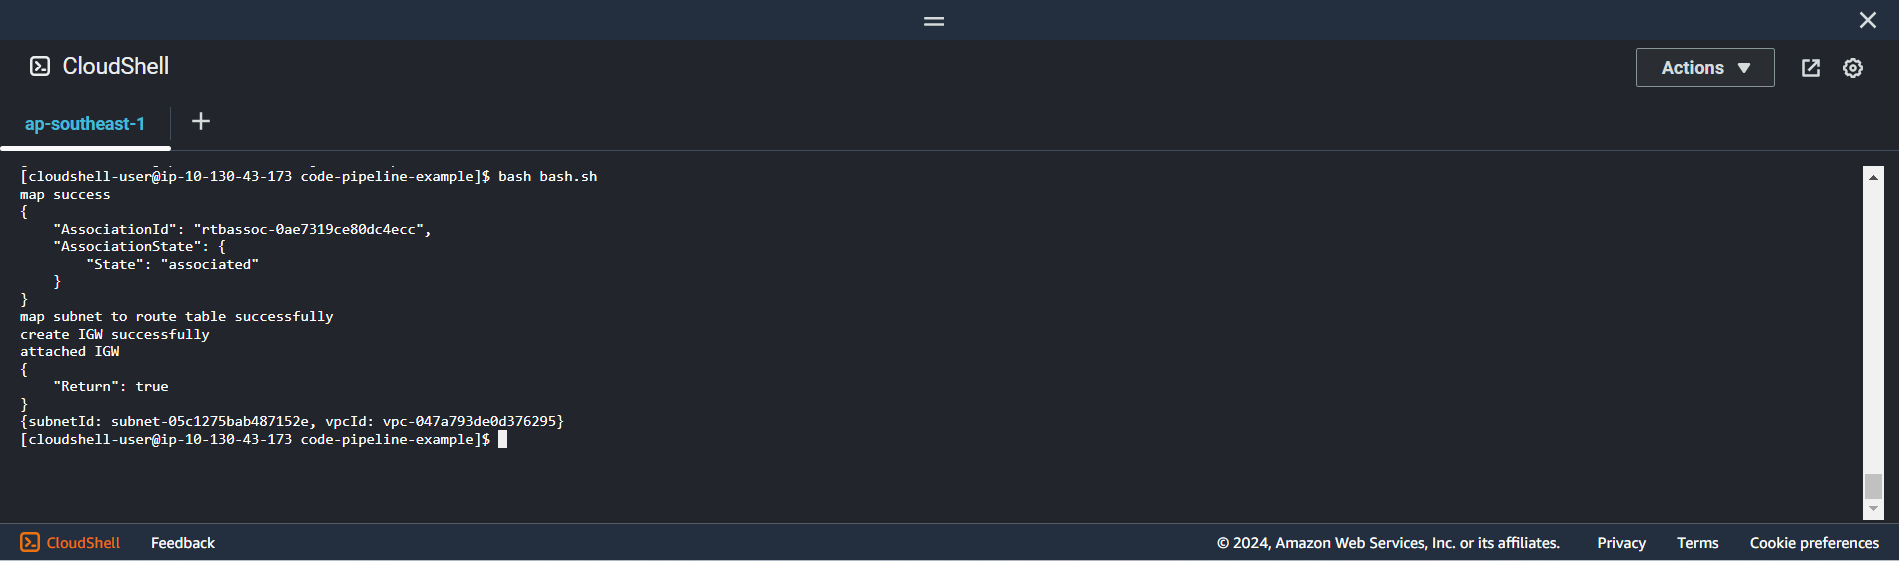 CloudShell
Actions
ap-southeast-1
[cloudshell-user@ip-10-130-43-173 code-pipeline-example]$ bash bash.sh
map success
{
    "AssociationId": "rtbassoc-0ae7319ce80dc4ecc",
    "AssociationState": {
        "State": "associated"
    }
}
map subnet to route table successfully
create IGW successfully
attached IGW
{
    "Return": true
}
{subnetId: subnet-05c1275bab487152e, vpcId: vpc-047a793de0d376295}
[cloudshell-user@ip-10-130-43-173 code-pipeline-example]$
CloudShell Feedback © 2024, Amazon Web Services, Inc. or its affiliates. Privacy Terms Cookie preferences